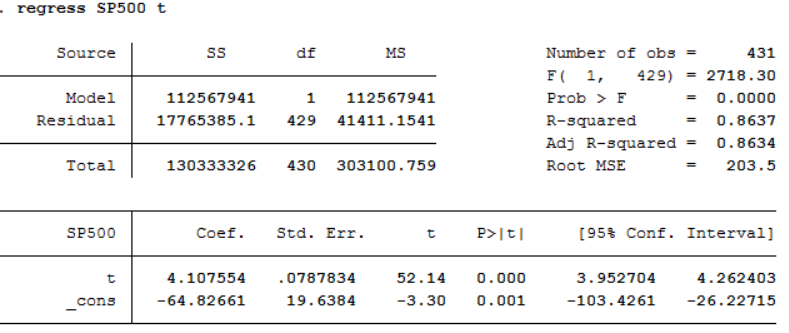 . regress SP500 t
Source SS df MS Number of obs = 431
F( 1, 429) = 2718.30
Model 112567941 1 112567941 Prob > F = 0.0000
Residual 17765385.1 429 41411.1541 R-squared = 0.8637
Adj R-squared = 0.8634
Total 130333326 430 303100.759 Root MSE = 203.5
SP500 Coef. Std. Err. t P>|t| [95% Conf. Interval]
t 4.107554 .0787834 52.14 0.000 3.952704 4.262403
_cons -64.82661 19.6384 -3.30 0.001 -103.4261 -26.22715